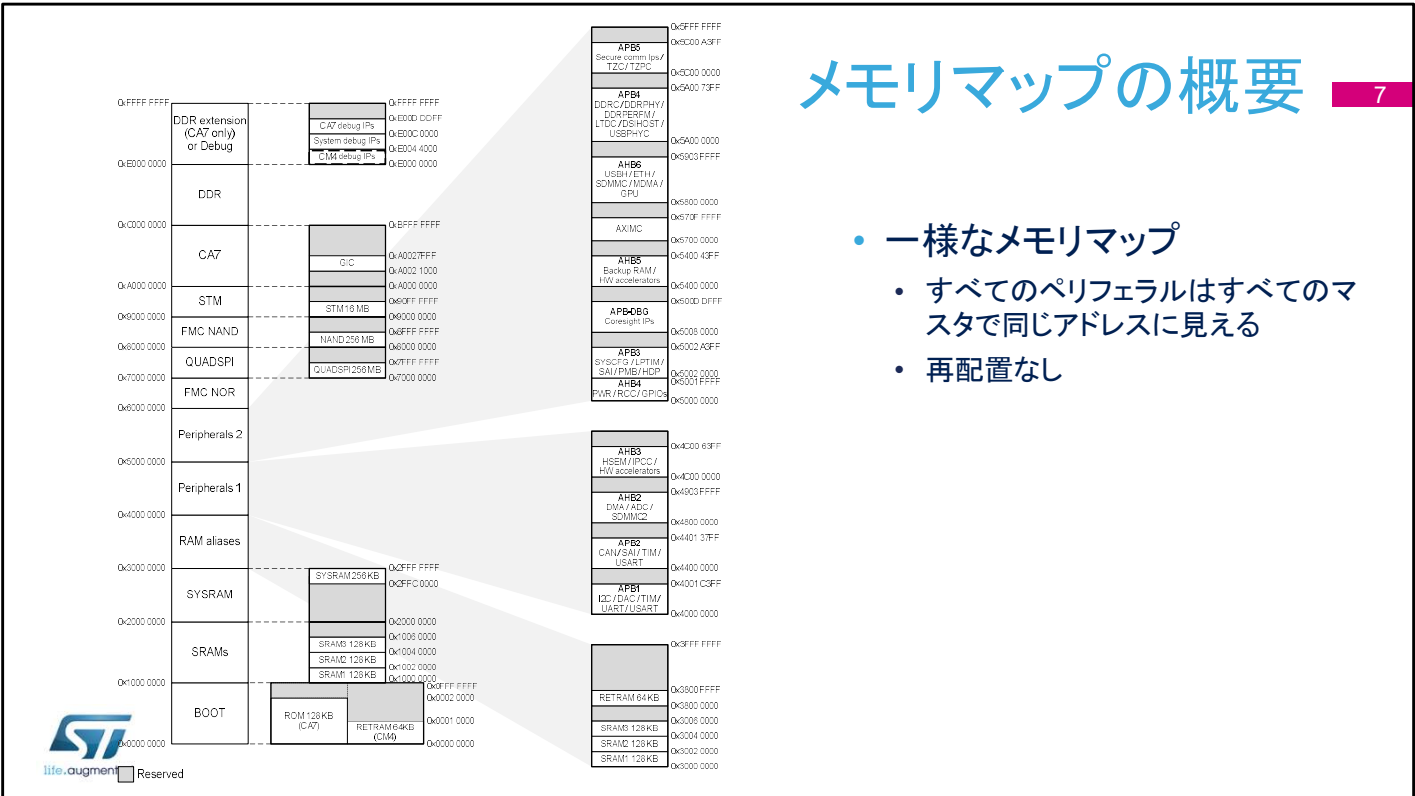 メモリマップの概要
7
• 一様なメモリマップ
• すべてのペリフェラルはすべてのマ
スタで同じアドレスに見える
• 再配置なし
0xFFFF FFFF
DDR extension
(CA7 only)
or Debug
0xE000 0000
DDR
0xC000 0000
CA7
0xA000 0000
STM
0x9000 0000
FMC NAND
0x8000 0000
QUADSPI
0x7000 0000
FMC NOR
0x6000 0000
Peripherals 2
0x5000 0000
Peripherals 1
0x4000 0000
RAM aliases
0x3000 0000
SYSRAM
0x2000 0000
SRAMs
0x1000 0000
BOOT
0x0000 0000
0xFFFF FFFF
0xE00D DDFF
CA7 debug IPs
0xE00C 0000
System debug IPs
0xE004 4000
CM4 debug IPs
0xE000 0000
0xBFFF FFFF
0xA0027FFF
GIC
0xA002 1000
0xA000 0000
0x90FF FFFF
STM 16 MB
0x9000 0000
0x8FFF FFFF
NAND 256 MB
0x8000 0000
0x7FFF FFFF
QUADSPI 256 MB
0x7000 0000
0x2FFF FFFF
SYSRAM 256 KB
0x2FFC 0000
0x2000 0000
0x1006 0000
SRAM3 128 KB
0x1004 0000
SRAM2 128 KB
0x1002 0000
SRAM1 128 KB
0x1000 0000
0x0FFF FFFF
0x0002 0000
ROM 128 KB
(CA7)
0x0001 0000
RETRAM 64KB
(CM4)
0x0000 0000
0x5FFF FFFF
0x5C00 A3FF
APB5
Secure comm Ips/
TZC / TZPC
0x5C00 0000
0x5A00 73FF
APB4
DDRC/DDRPHY/
DDRPERFM/
LTDC/DSIHOST/
USBPHYC
0x5A00 0000
0x5903 FFFF
AHB6
USBH/ETH/
SDMMC/MDMA/
GPU
0x5800 0000
0x570F FFFF
AXIMC
0x5700 0000
0x5400 43FF
AHB5
Backup RAM /
HW accelerators
0x5400 0000
0x500D DFFF
APB-DBG
Coresight IPs
0x5008 0000
0x5002 A3FF
APB3
SYSCFG / LPTIM/
SAI/PMB/HDP
0x5002 0000
0x5001 FFFF
AHB4
PWR / RCC/ GPIOs
0x5000 0000
0x4C00 63FF
AHB3
HSEM/IPCC/
HW accelerators
0x4C00 0000
0x4903 FFFF
AHB2
DMA / ADC /
SDMMC2
0x4800 0000
0x4401 37FF
APB2
CAN/SAI/TIM/
USART
0x4400 0000
0x4001 C3FF
APB1
I2C/DAC/TIM/
UART/USART
0x4000 0000
0x3FFF FFFF
0x3800 FFFF
RETRAM 64 KB
0x3800 0000
0x3006 0000
SRAM3 128 KB
0x3004 0000
SRAM2 128 KB
0x3002 0000
SRAM1 128 KB
0x3000 0000
ST
life.augment
Reserved